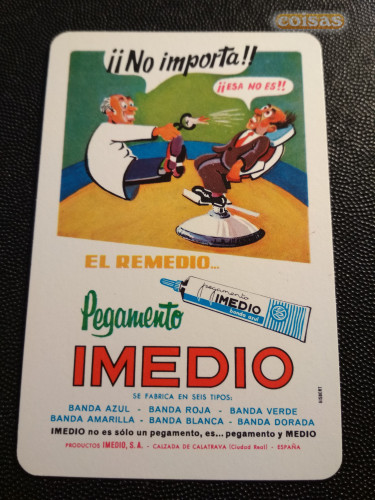 coisas
¡¡No importa!!
¡¡ESA NO ES!!
EL REMEDIO...
pegamento
IMEDIO
banda azul
Pegamento
IMEDIO
SE FABRICA EN SEIS TIPOS:
BANDA AZUL - BANDA ROJA - BANDA VERDE
BANDA AMARILLA - BANDA BLANCA - BANDA DORADA
IMEDIO no es sólo un pegamento, es... pegamento y MEDIO
PRODUCTOS IMEDIO, S.A. - CALZADA DE CALATRAVA (Ciudad Real) - ESPAÑA